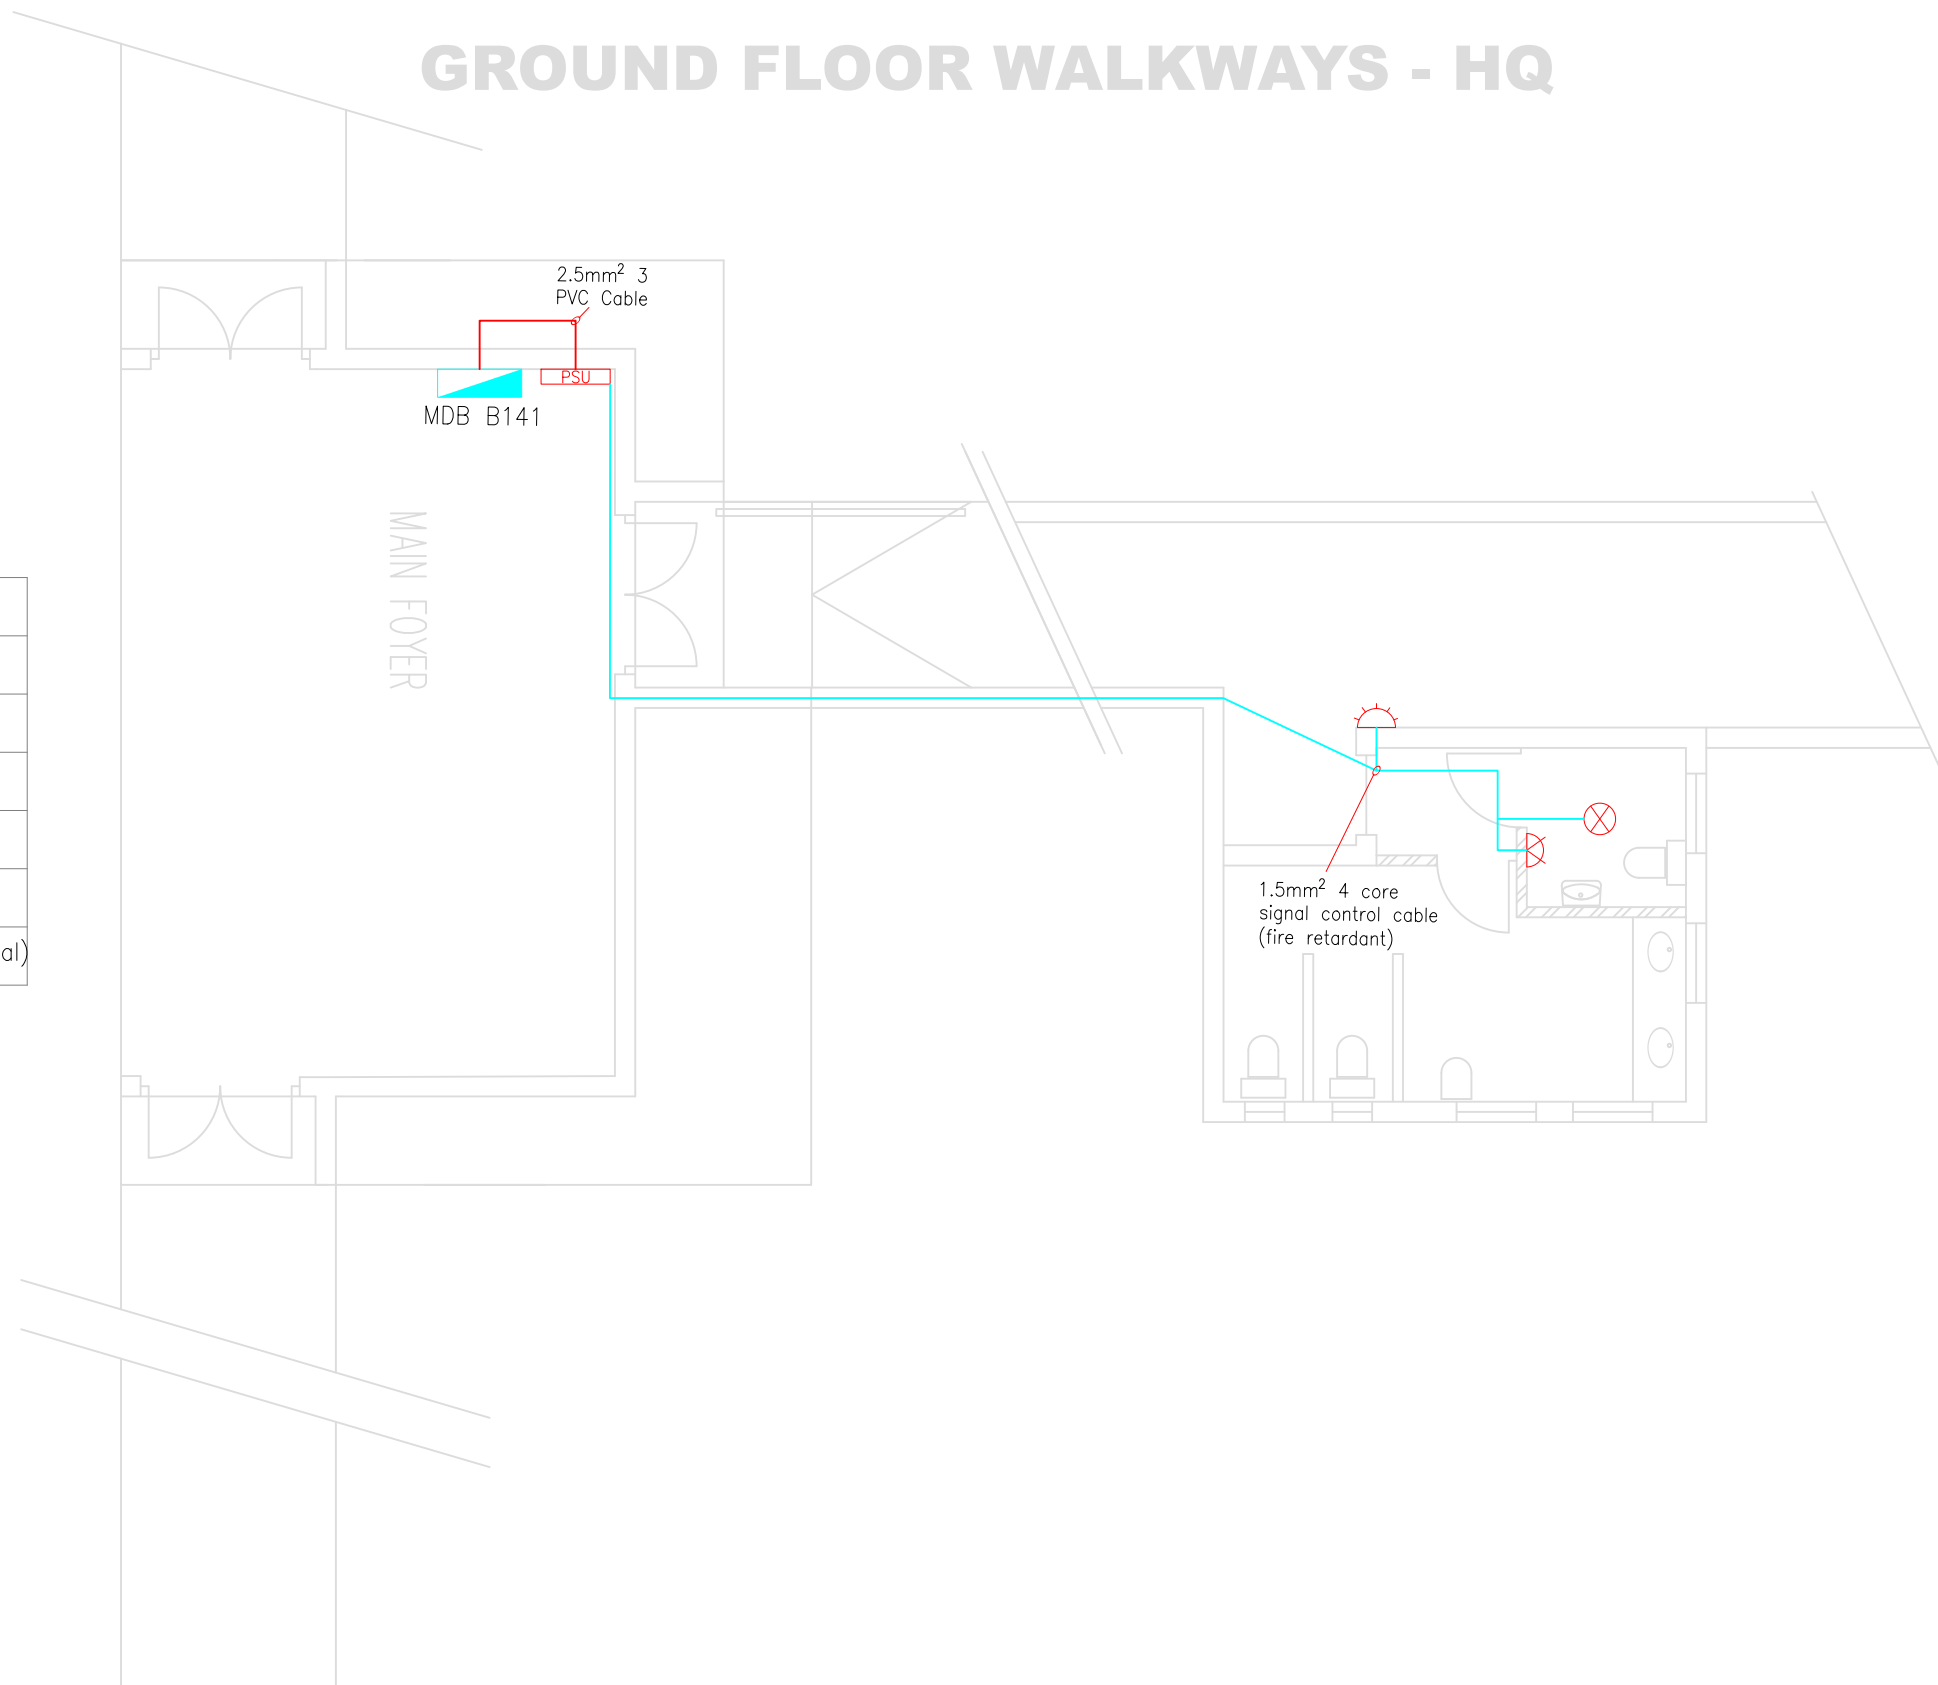 GROUND FLOOR WALKWAYS - HQ
2.5mm² 3
PVC Cable
PSU
MDB B141
MAIN FOYER
al)
1.5mm² 4 core
signal control cable
(fire retardant)